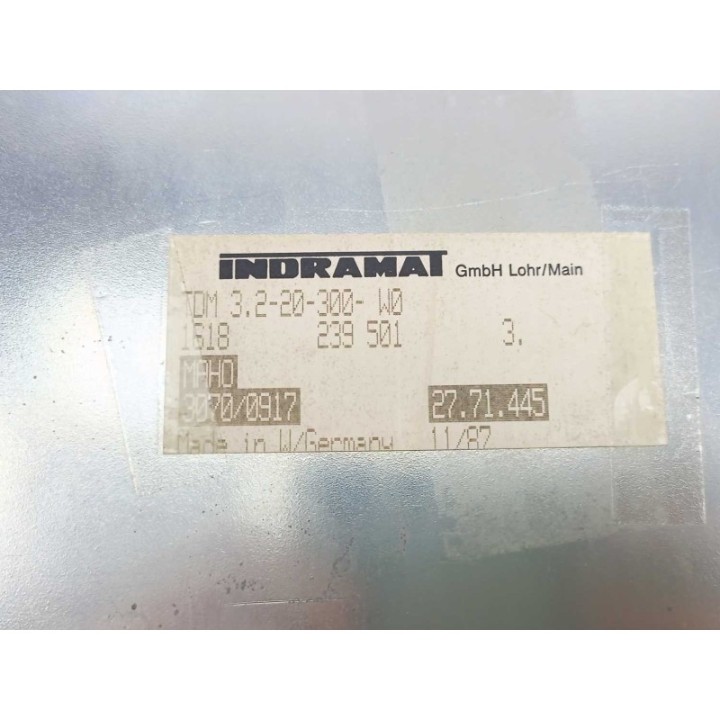 INDRAMAT GmbH Lohr/Main
TDM 3.2-20-300- W0
1618 239 501 3.
MAHO
3070/0917 27.71.445
Made in W/Germany 11/87